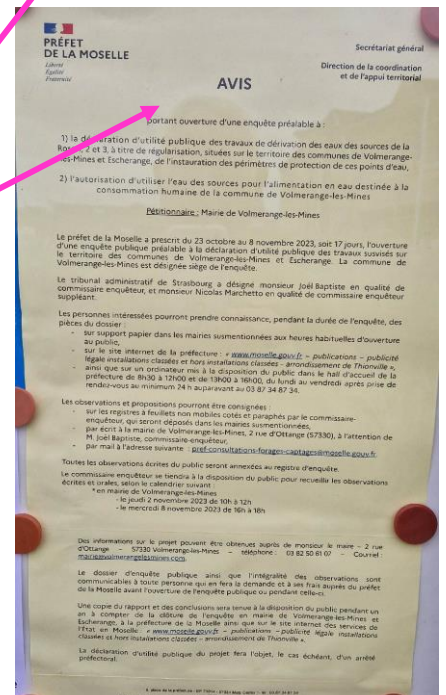 PRÉFET
DE LA MOSELLE
Liberté
Égalité
Fraternité
Secrétariat général
Direction de la coordination
et de l'appui territorial
AVIS
portant ouverture d'une enquête préalable à :
1) la déclaration d'utilité publique des travaux de dérivation des eaux des sources de la
2 et 3, à titre de régularisation, situées sur le territoire des communes de Volmerange-
les-Mines et Escherange, de l'instauration des périmètres de protection de ces points d'eau,
2) l'autorisation d'utiliser l'eau des sources pour l'alimentation en eau destinée à la
consommation humaine de la commune de Volmerange-les-Mines
Pétitionnaire : Mairie de Volmerange-les-Mines
Le préfet de la Moselle a prescrit du 23 octobre au 8 novembre 2023, soit 17 jours, l'ouverture
d'une enquête publique préalable à la déclaration d'utilité publique des travaux susvisés sur
le territoire des communes de Volmerange-les-Mines et Escherange. La commune de
Volmerange-les-Mines est désignée siège de l'enquête.
Le tribunal administratif de Strasbourg a désigné monsieur Joël Baptiste en qualité de
commissaire enquêteur, et monsieur Nicolas Marchetto en qualité de commissaire enquêteur
suppléant.
Les personnes intéressées pourront prendre connaissance, pendant la durée de l'enquête, des
pièces du dossier :
- sur support papier dans les mairies susmentionnées aux heures habituelles d'ouverture
au public,
- sur le site internet de la préfecture : « www.moselle.gouv.fr – publications – publicité
légale installations classées et hors installations classées - arrondissement de Thionville »,
- ainsi que sur un ordinateur mis à la disposition du public dans le hall d'accueil de la
préfecture de 8h30 à 12h00 et de 13h00 à 16h00, du lundi au vendredi après prise de
rendez-vous au minimum 24 h auparavant au 03 87 34 87 34.
Les observations et propositions pourront être consignées :
- sur les registres à feuillets non mobiles cotés et paraphés par le commissaire-
enquêteur, qui seront déposés dans les mairies susmentionnées,
- par écrit à la mairie de Volmerange-les-Mines, 2 rue d'Ottange (57330), à l'attention de
M. Joël Baptiste, commissaire-enquêteur,
- par mail à l'adresse suivante : pref-consultations-forages-captages@moselle.gouv.fr.
Toutes les observations écrites du public seront annexées au registre d'enquête.
Le commissaire enquêteur se tiendra à la disposition du public pour recueillir les observations
écrites et orales, selon le calendrier suivant :
* en mairie de Volmerange-les-Mines
- le jeudi 2 novembre 2023 de 10h à 12h
- le mercredi 8 novembre 2023 de 16h à 18h
Des informations sur le projet peuvent être obtenues auprès de monsieur le maire – 2 rue
d'Ottange – 57330 Volmerange-les-Mines – téléphone : 03 82 50 61 07 – Courriel :
mairie@volmerangelesmines.com.
Le dossier d'enquête publique ainsi que l'intégralité des observations sont
communicables à toute personne qui en fera la demande et à ses frais auprès du préfet
de la Moselle avant l'ouverture de l'enquête publique ou pendant celle-ci.
Une copie du rapport et des conclusions sera tenue à la disposition du public pendant un
an à compter de la clôture de l'enquête en mairie de Volmerange-les-Mines et
Escherange, à la préfecture de la Moselle ainsi que sur le site internet des services de
l'État en Moselle : « www.moselle.gouv.fr – publications – publicité légale installations
classées et hors installations classées – arrondissement de Thionville ».
La déclaration d'utilité publique du projet fera l'objet, le cas échéant, d'un arrêté
préfectoral.